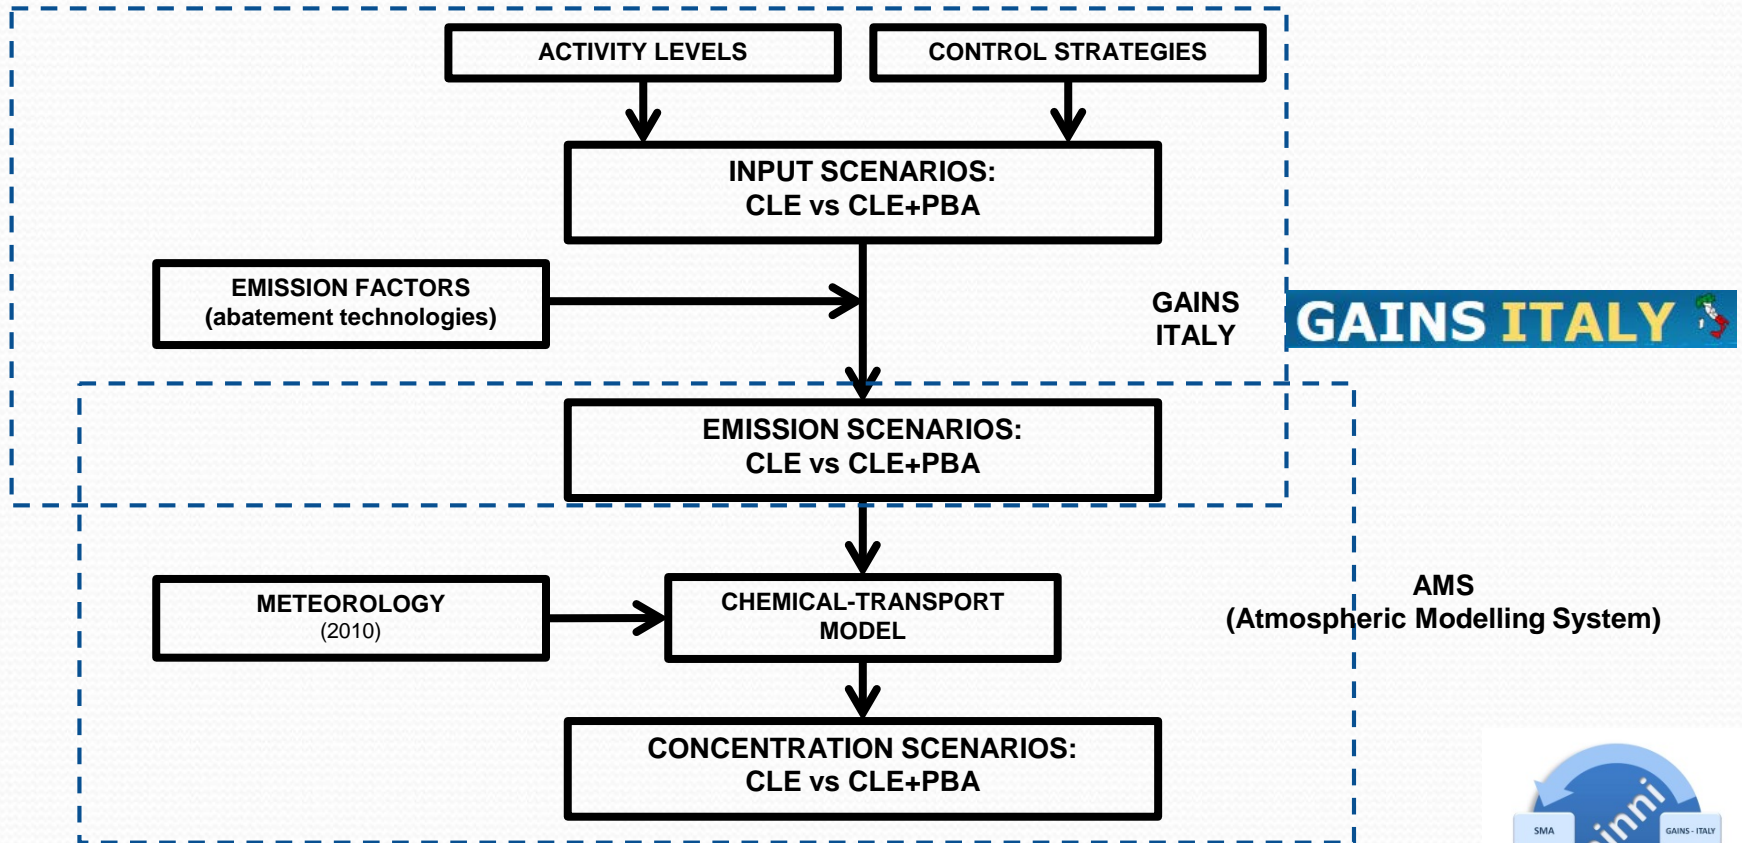 ACTIVITY LEVELS
CONTROL STRATEGIES
INPUT SCENARIOS:
CLE vs CLE+PBA
EMISSION FACTORS
(abatement technologies)
GAINS
ITALY
GAINS ITALY
EMISSION SCENARIOS:
CLE vs CLE+PBA
METEOROLOGY
(2010)
CHEMICAL-TRANSPORT
MODEL
AMS
(Atmospheric Modelling System)
CONCENTRATION SCENARIOS:
CLE vs CLE+PBA
SMA
GAINS - ITALY